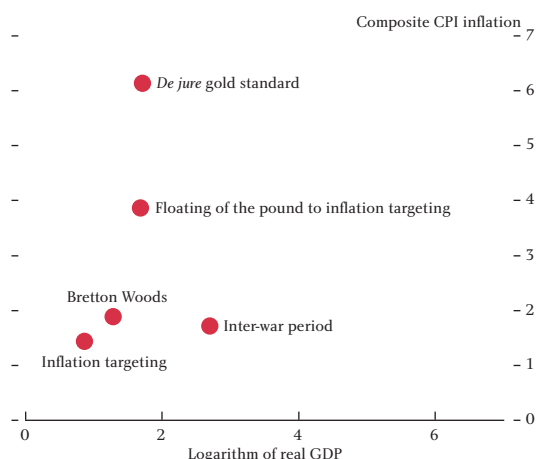 Composite CPI inflation
– – 7
De jure gold standard
– – 6
– – 5
– – 4
Floating of the pound to inflation targeting
– – 3
Bretton Woods
– – 2
Inter-war period
Inflation targeting
– – 1
0
0 2 4 6
Logarithm of real GDP